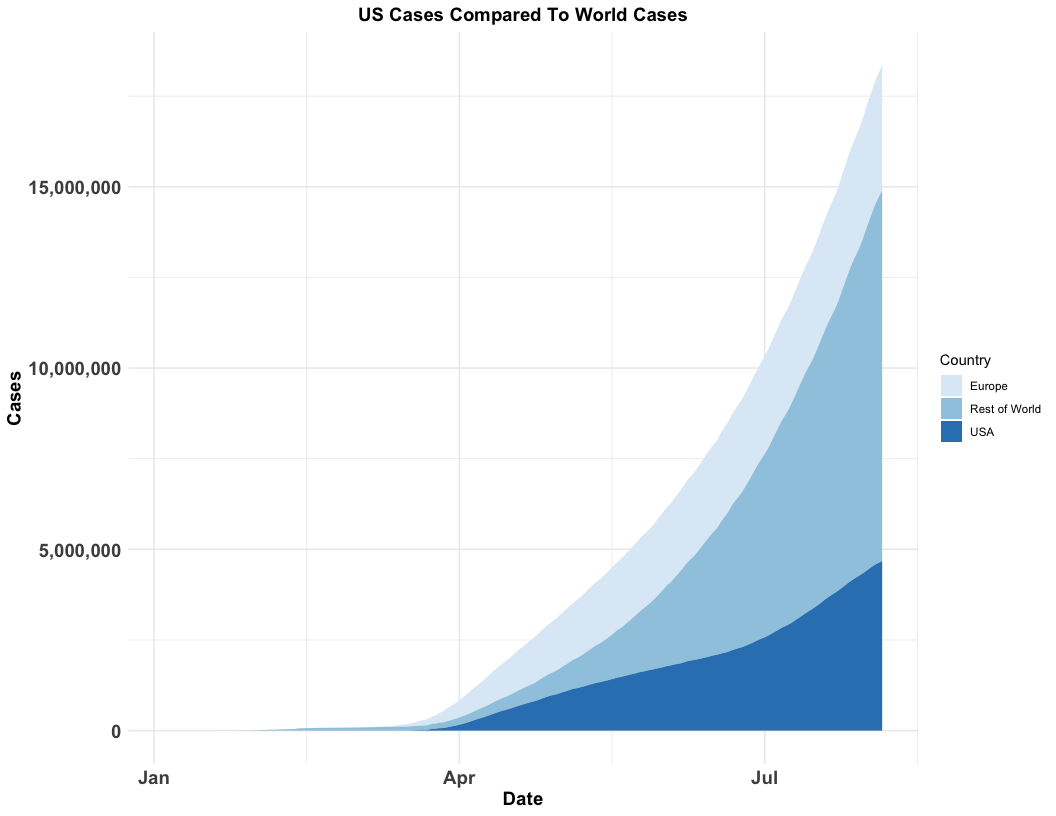 US Cases Compared To World Cases
Cases
15,000,000
10,000,000
5,000,000
0
Jan Apr Jul
Date
Country
Europe
Rest of World
USA